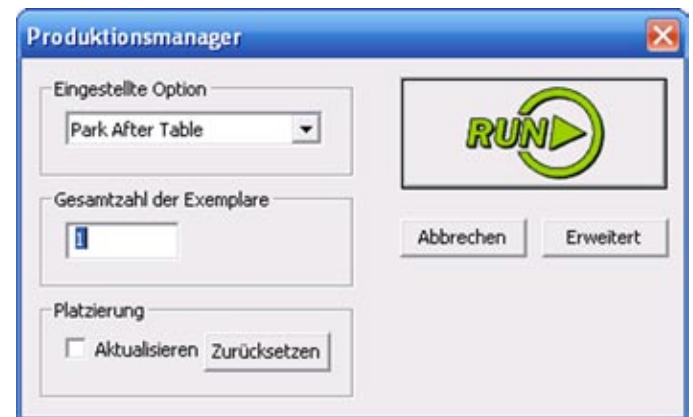 Produktionsmanager
Eingestellte Option
Park After Table
RUN
Gesamtzahl der Exemplare
1
Abbrechen Erweitert
Platzierung
Aktualisieren Zurücksetzen